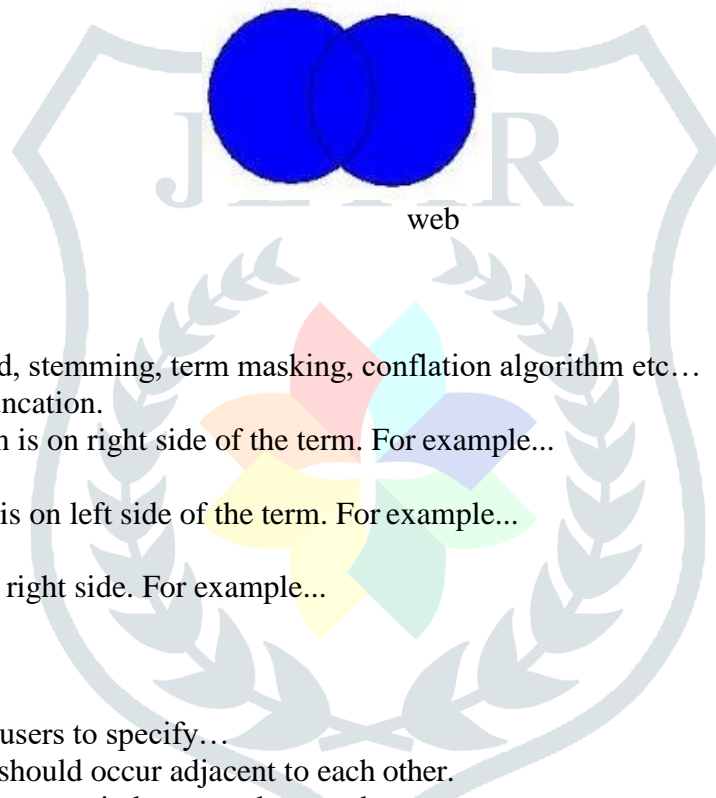 JETIR
web
d, stemming, term masking, conflation algorithm etc…
ncation.
n is on right side of the term. For example...
is on left side of the term. For example...
right side. For example...
users to specify…
should occur adjacent to each other.